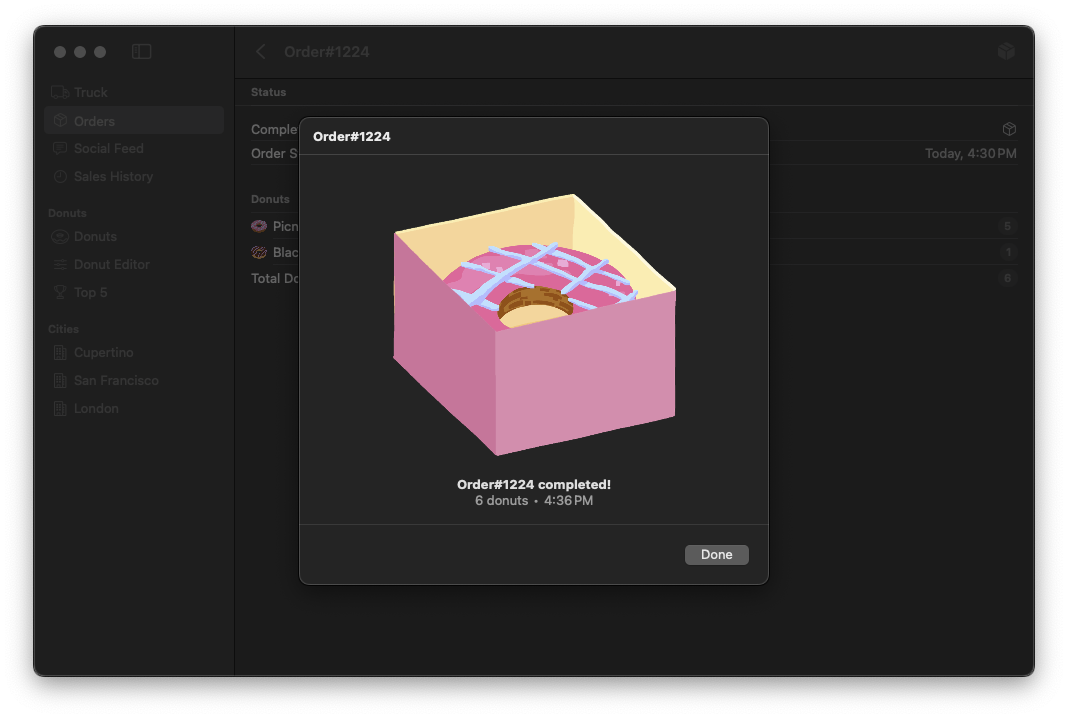 Order#1224
Truck
Orders
Social Feed
Sales History
Donuts
Donuts
Donut Editor
Top 5
Cities
Cupertino
San Francisco
London
Status
Comple
Order S
Today, 4:30 PM
Donuts
Picn
5
Blac
1
Total Do
6
Order#1224
Order#1224 completed!
6 donuts • 4:36 PM
Done